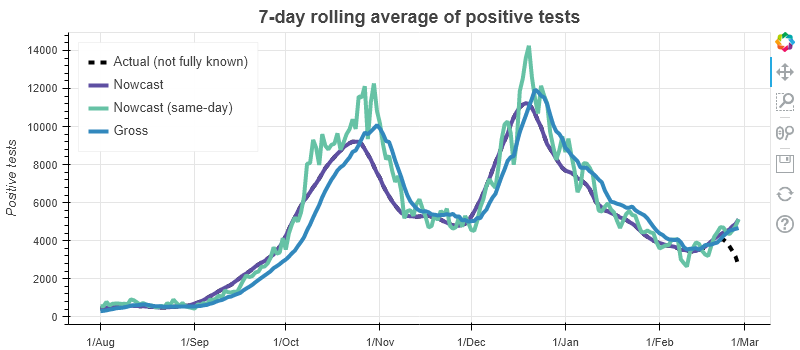 7-day rolling average of positive tests
Positive tests
14000
12000
10000
8000
6000
4000
2000
0
Actual (not fully known)
Nowcast
Nowcast (same-day)
Gross
1/Aug 1/Sep 1/Oct 1/Nov 1/Dec 1/Jan 1/Feb 1/Mar